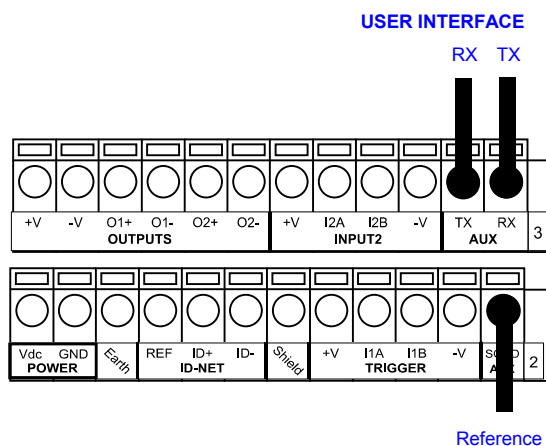 USER INTERFACE
RX TX
+V -V O1+ O1- O2+ O2- +V I2A I2B -V TX RX
OUTPUTS INPUT2 AUX 3
Vdc GND Earth REF ID+ ID- Shield +V I1A I1B -V
POWER ID-NET TRIGGER 2
Reference